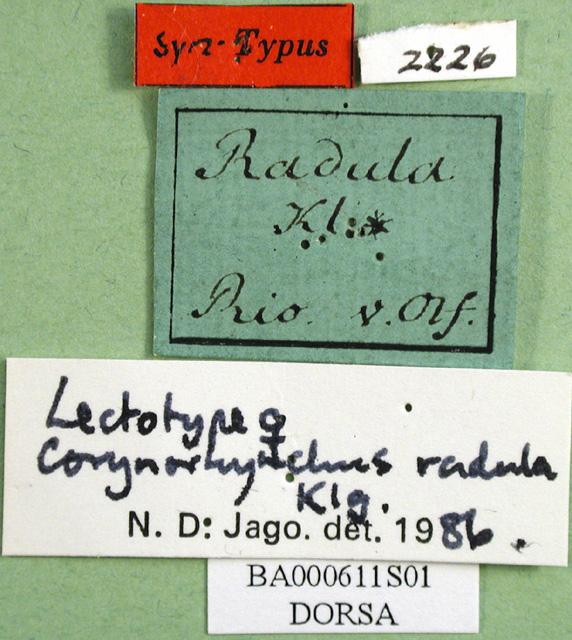 Syn-Typus
2226
Radula
Kl. *
Rio. v. Olf.
Lectotype ♀
Corynorhynchus radula
Klg.
N. D: Jago. det. 1986.
BA000611S01
DORSA